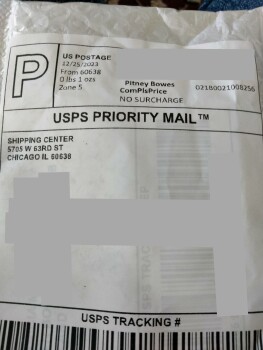 P
US POSTAGE
12/25/2023
From 60638
0 lbs 1 ozs
Zone 5
Pitney Bowes
ComPlsPrice
NO SURCHARGE
02180021008256
USPS PRIORITY MAIL™
SHIPPING CENTER
5705 W 63RD ST
CHICAGO IL 60638
USPS TRACKING #